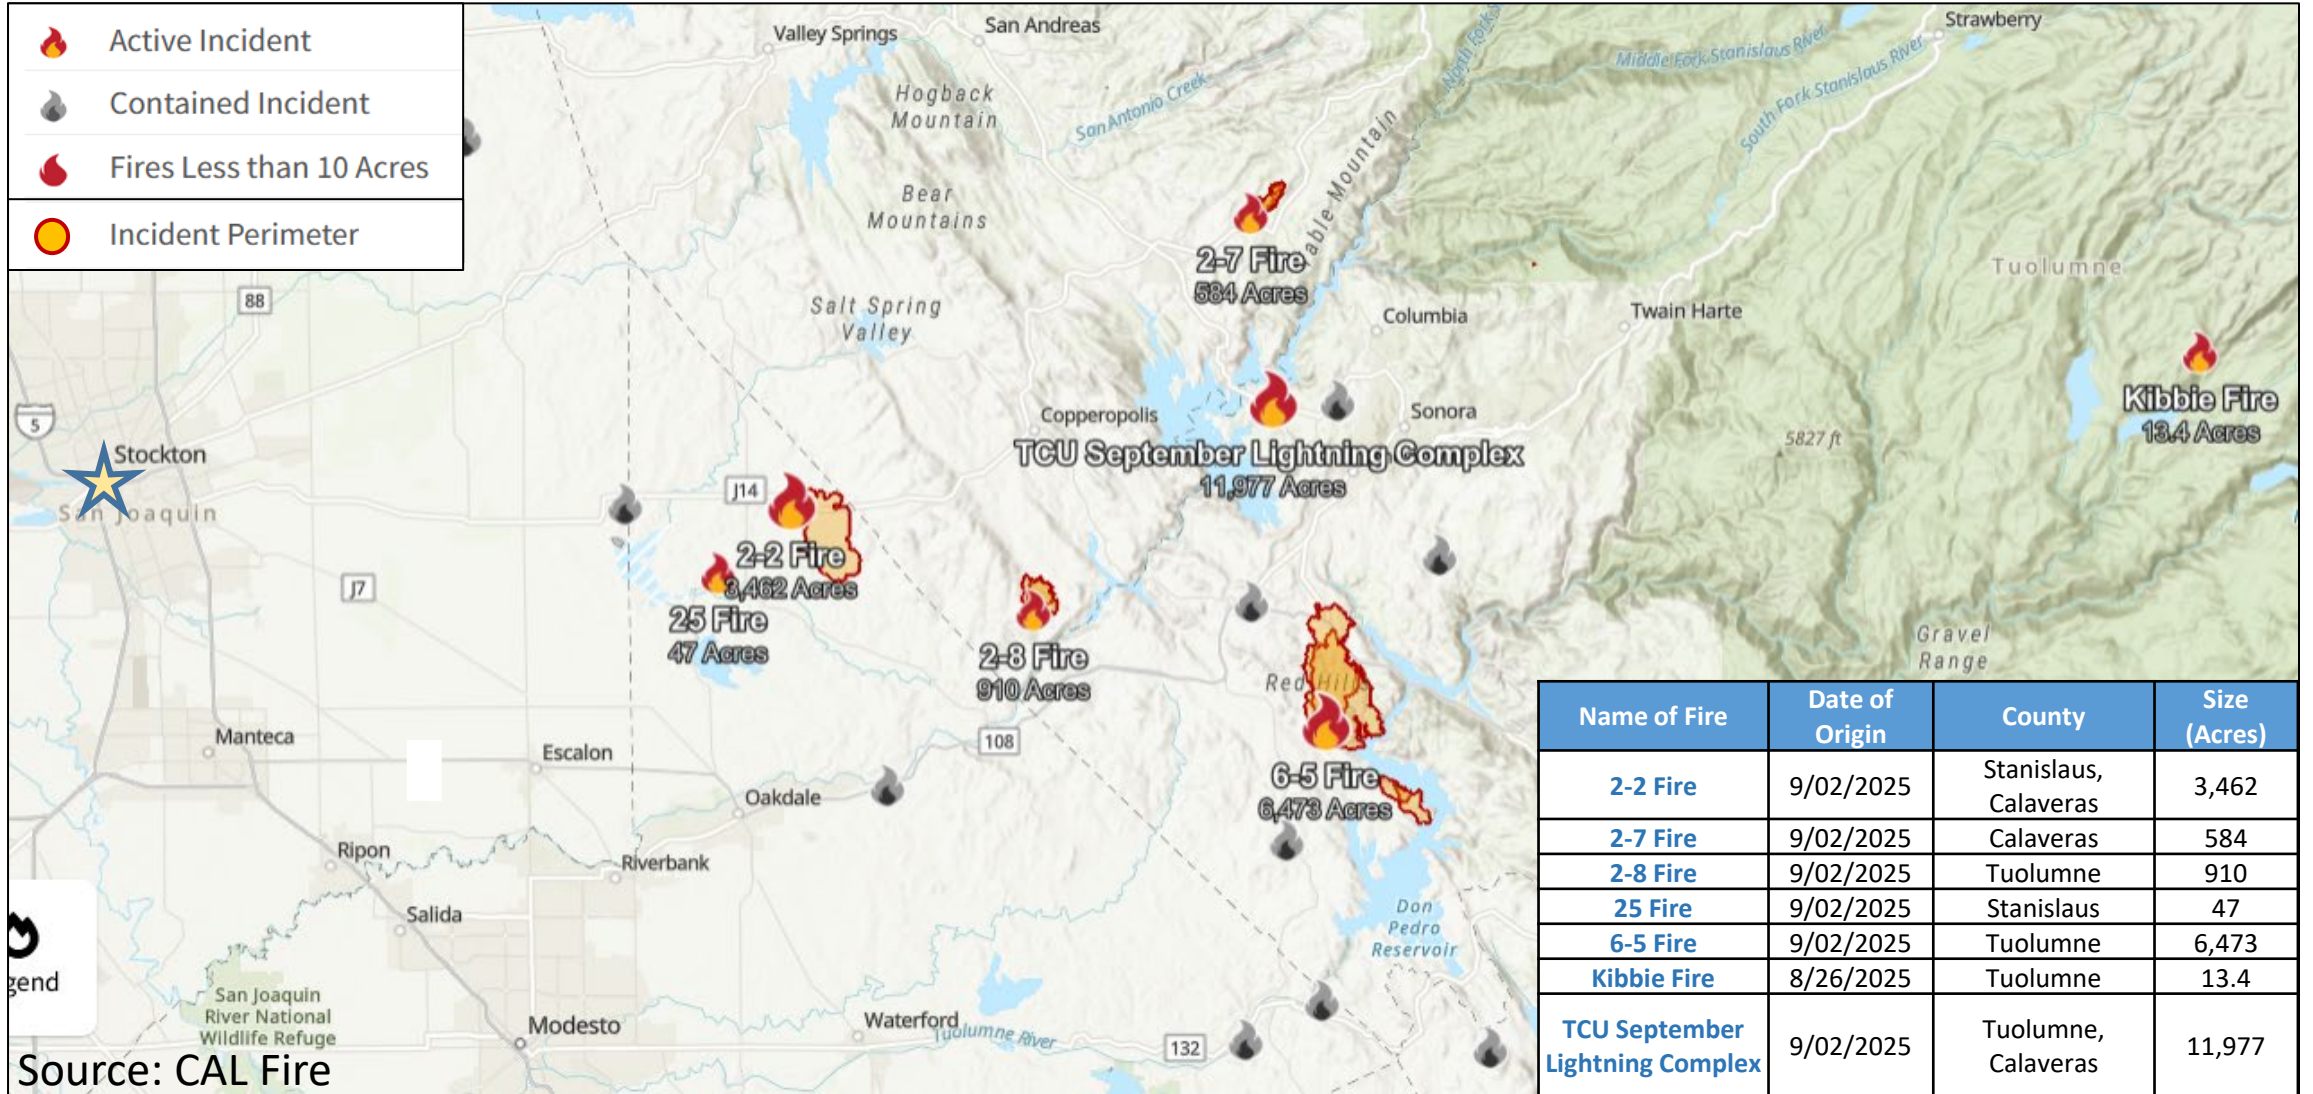 Active Incident
Contained Incident
Fires Less than 10 Acres
Incident Perimeter
Valley Springs
San Andreas
Strawberry
Middle Fork Stanislaus River
South Fork Stanislaus River
North Fork S
San Antonio Creek
Hogback
Mountain
Table Mountain
Bear
Mountains
2-7 Fire
584 Acres
Tuolumne
88
Salt Spring
Valley
Columbia
Twain Harte
Kibbie Fire
13.4 Acres
5
Copperopolis
Sonora
5827 ft
Stockton
TCU September Lightning Complex
11,977 Acres
San Joaquin
J14
2-2 Fire
3,462 Acres
J7
25 Fire
47 Acres
2-8 Fire
910 Acres
Gravel
Range
Red Hills
Manteca
Escalon
108
6-5 Fire
6,473 Acres
Oakdale
Ripon
Riverbank
Salida
Don
Pedro
Reservoir
gend
San Joaquin
River National
Wildlife Refuge
Modesto
Waterford
Tuolumne River
132
Source: CAL Fire
Name of Fire
Date of
Origin
County
Size
(Acres)
2-2 Fire
9/02/2025
Stanislaus,
Calaveras
3,462
2-7 Fire
9/02/2025
Calaveras
584
2-8 Fire
9/02/2025
Tuolumne
910
25 Fire
9/02/2025
Stanislaus
47
6-5 Fire
9/02/2025
Tuolumne
6,473
Kibbie Fire
8/26/2025
Tuolumne
13.4
TCU September
Lightning Complex
9/02/2025
Tuolumne,
Calaveras
11,977